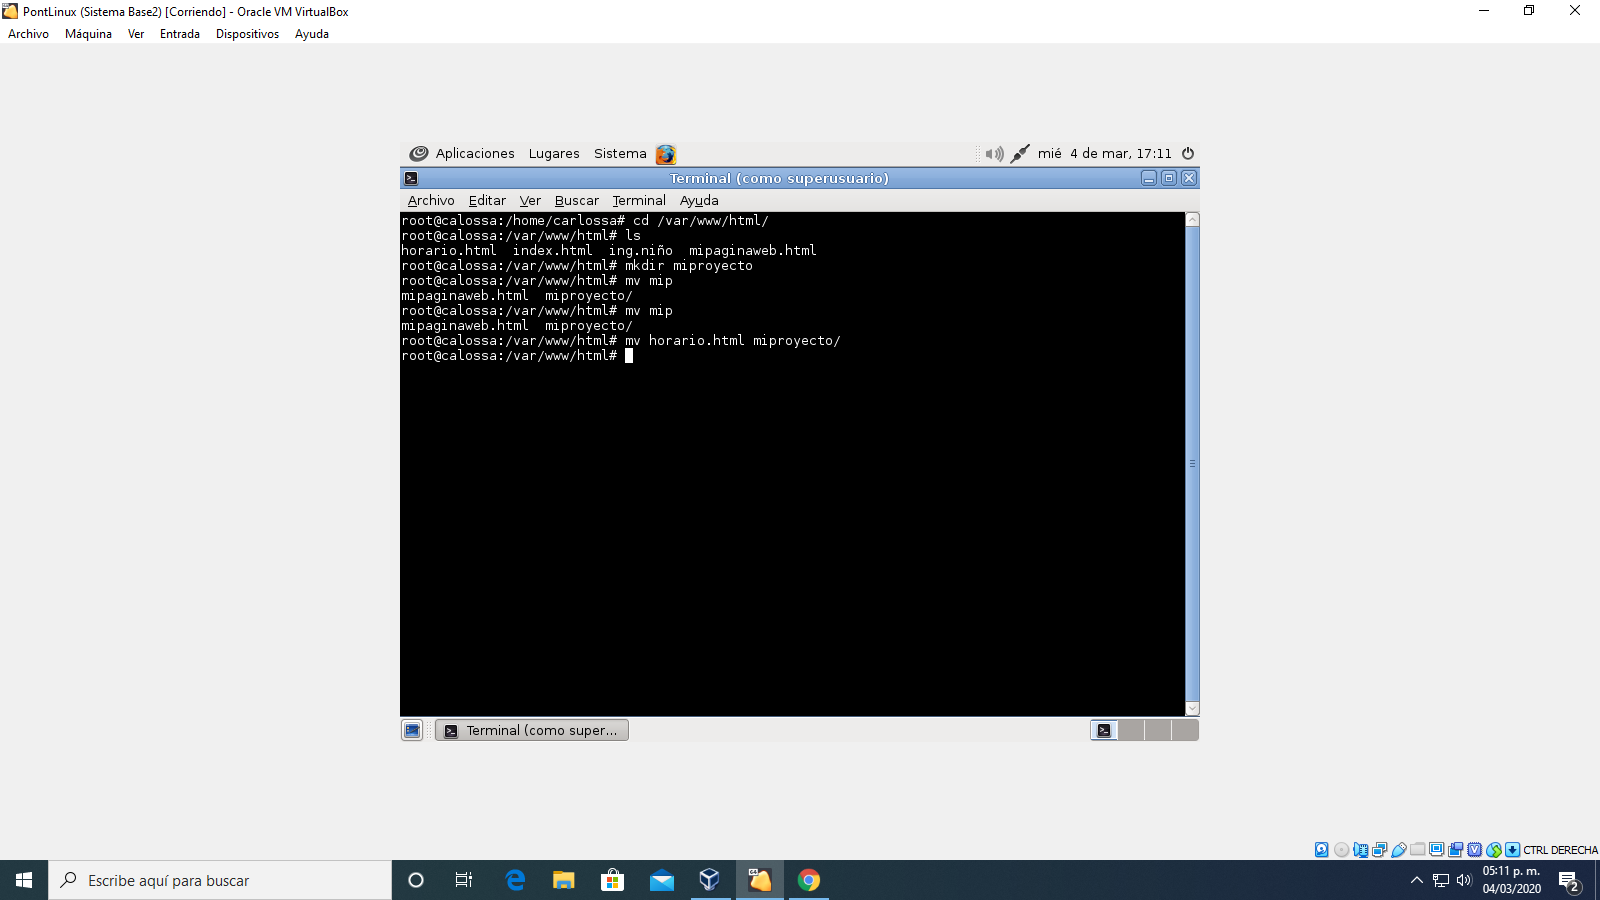 PontLinux (Sistema Base2) [Corriendo] - Oracle VM VirtualBox
Archivo Máquina Ver Entrada Dispositivos Ayuda
Aplicaciones Lugares Sistema mié 4 de mar, 17:11
Terminal (como superusuario)
Archivo Editar Ver Buscar Terminal Ayuda
root@calossa:/home/carlossa# cd /var/www/html/
root@calossa:/var/www/html# ls
horario.html index.html ing.niño mipaginaweb.html
root@calossa:/var/www/html# mkdir miproyecto
root@calossa:/var/www/html# mv mip
mipaginaweb.html miproyecto/
root@calossa:/var/www/html# mv mip
mipaginaweb.html miproyecto/
root@calossa:/var/www/html# mv horario.html miproyecto/
root@calossa:/var/www/html#
Terminal (como super...
CTRL DERECHA
Escribe aquí para buscar
05:11 p. m.
04/03/2020
2